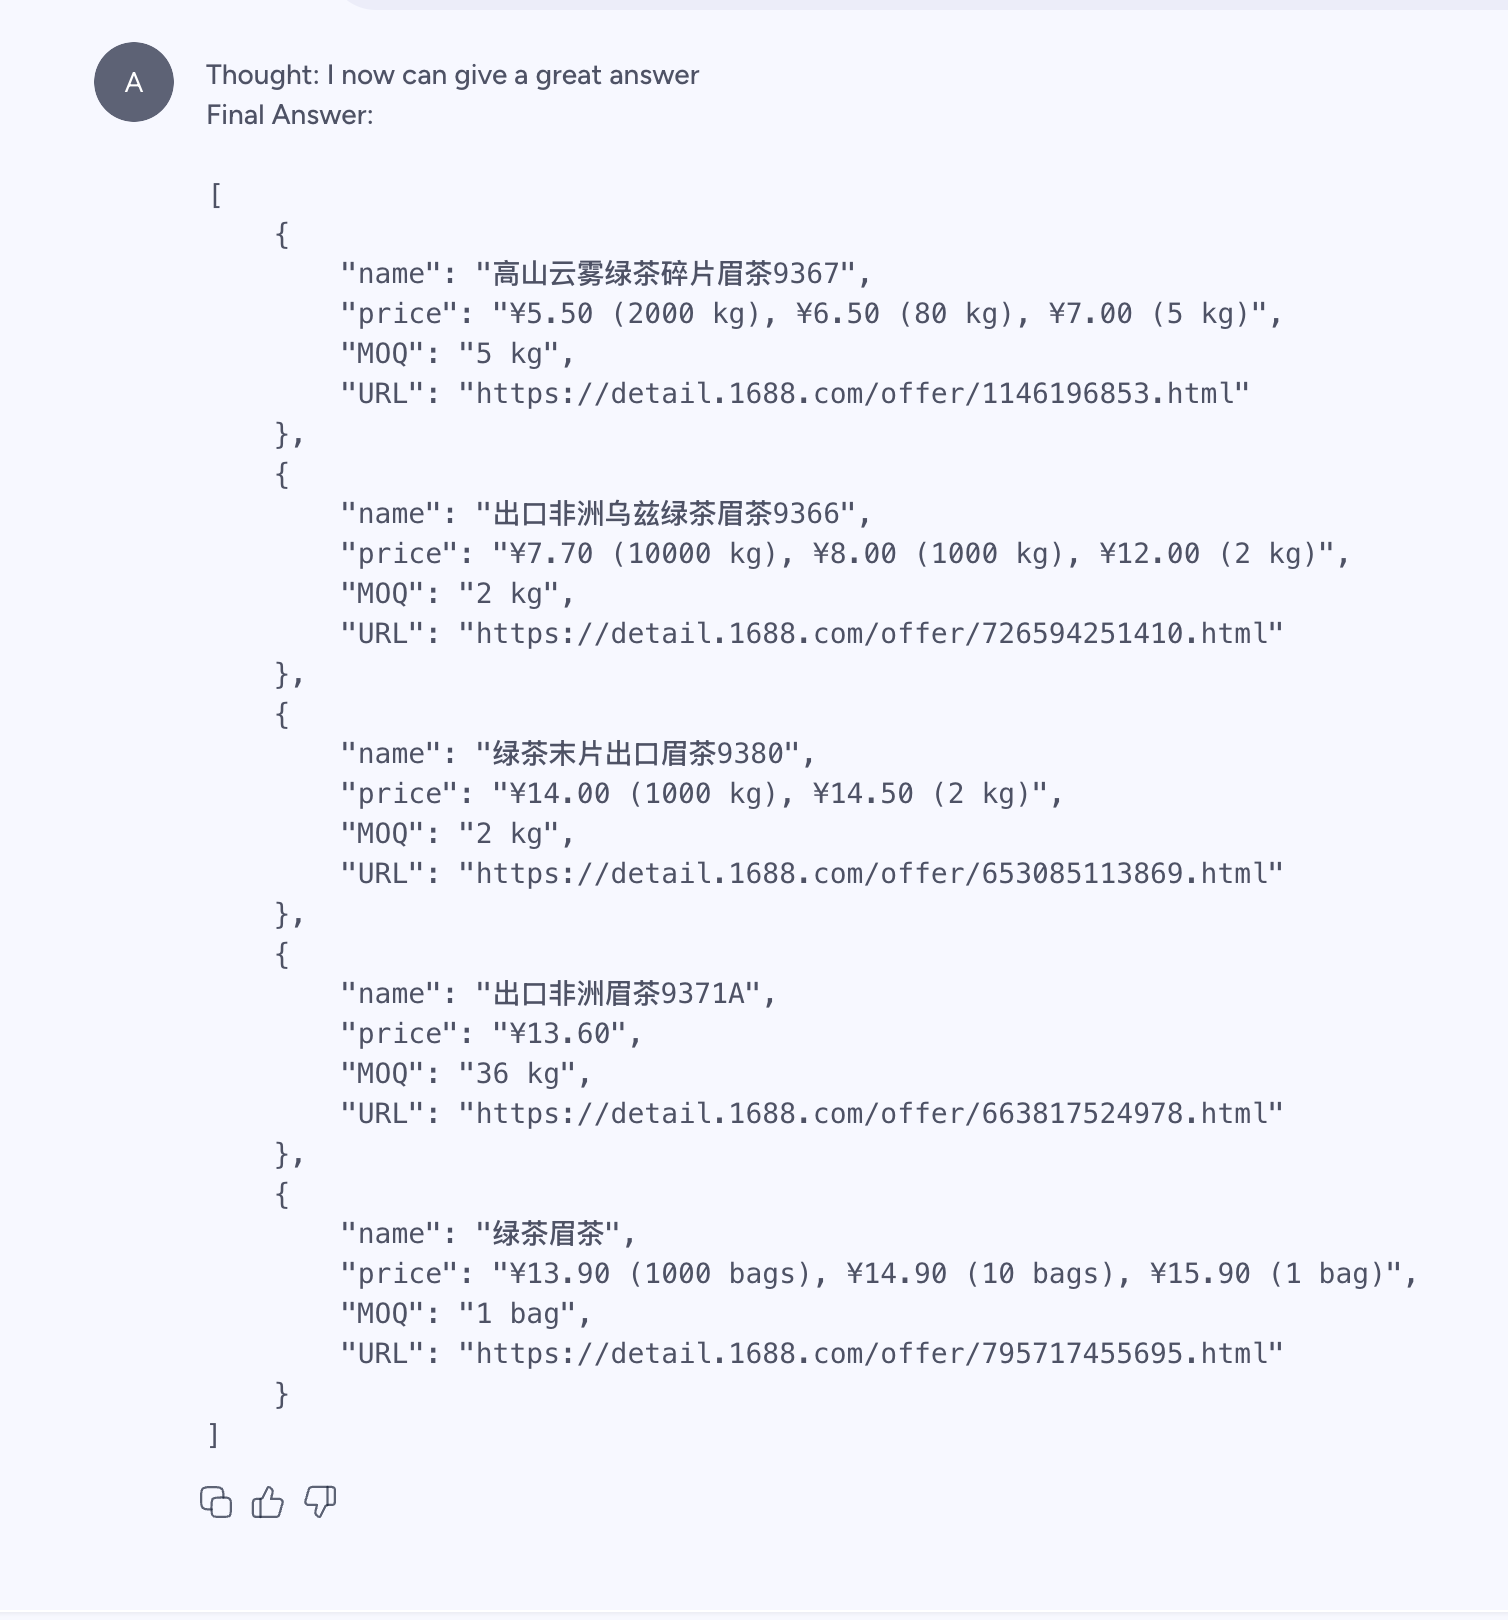 A
Thought: I now can give a great answer
Final Answer:
[
    {
        "name": "高山云雾绿茶碎片眉茶9367",
        "price": "¥5.50 (2000 kg), ¥6.50 (80 kg), ¥7.00 (5 kg)",
        "MOQ": "5 kg",
        "URL": "https://detail.1688.com/offer/1146196853.html"
    },
    {
        "name": "出口非洲乌兹绿茶眉茶9366",
        "price": "¥7.70 (10000 kg), ¥8.00 (1000 kg), ¥12.00 (2 kg)",
        "MOQ": "2 kg",
        "URL": "https://detail.1688.com/offer/726594251410.html"
    },
    {
        "name": "绿茶末片出口眉茶9380",
        "price": "¥14.00 (1000 kg), ¥14.50 (2 kg)",
        "MOQ": "2 kg",
        "URL": "https://detail.1688.com/offer/653085113869.html"
    },
    {
        "name": "出口非洲眉茶9371A",
        "price": "¥13.60",
        "MOQ": "36 kg",
        "URL": "https://detail.1688.com/offer/663817524978.html"
    },
    {
        "name": "绿茶眉茶",
        "price": "¥13.90 (1000 bags), ¥14.90 (10 bags), ¥15.90 (1 bag)",
        "MOQ": "1 bag",
        "URL": "https://detail.1688.com/offer/795717455695.html"
    }
]